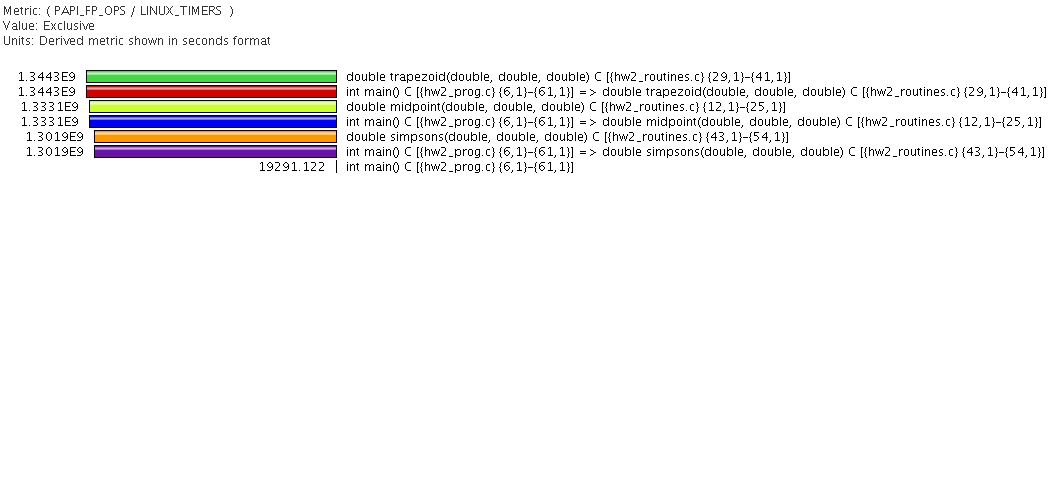 Metric: ( PAPI_FP_OPS / LINUX_TIMERS )
Value: Exclusive
Units: Derived metric shown in seconds format
1.3443E9 double trapezoid(double, double, double) C [{hw2_routines.c} {29,1}-{41,1}]
1.3443E9 int main() C [{hw2_prog.c} {6,1}-{61,1}] => double trapezoid(double, double, double) C [{hw2_routines.c} {29,1}-{41,1}]
1.3331E9 double midpoint(double, double, double) C [{hw2_routines.c} {12,1}-{25,1}]
1.3331E9 int main() C [{hw2_prog.c} {6,1}-{61,1}] => double midpoint(double, double, double) C [{hw2_routines.c} {12,1}-{25,1}]
1.3019E9 double simpsons(double, double, double) C [{hw2_routines.c} {43,1}-{54,1}]
1.3019E9 int main() C [{hw2_prog.c} {6,1}-{61,1}] => double simpsons(double, double, double) C [{hw2_routines.c} {43,1}-{54,1}]
19291.122 int main() C [{hw2_prog.c} {6,1}-{61,1}]